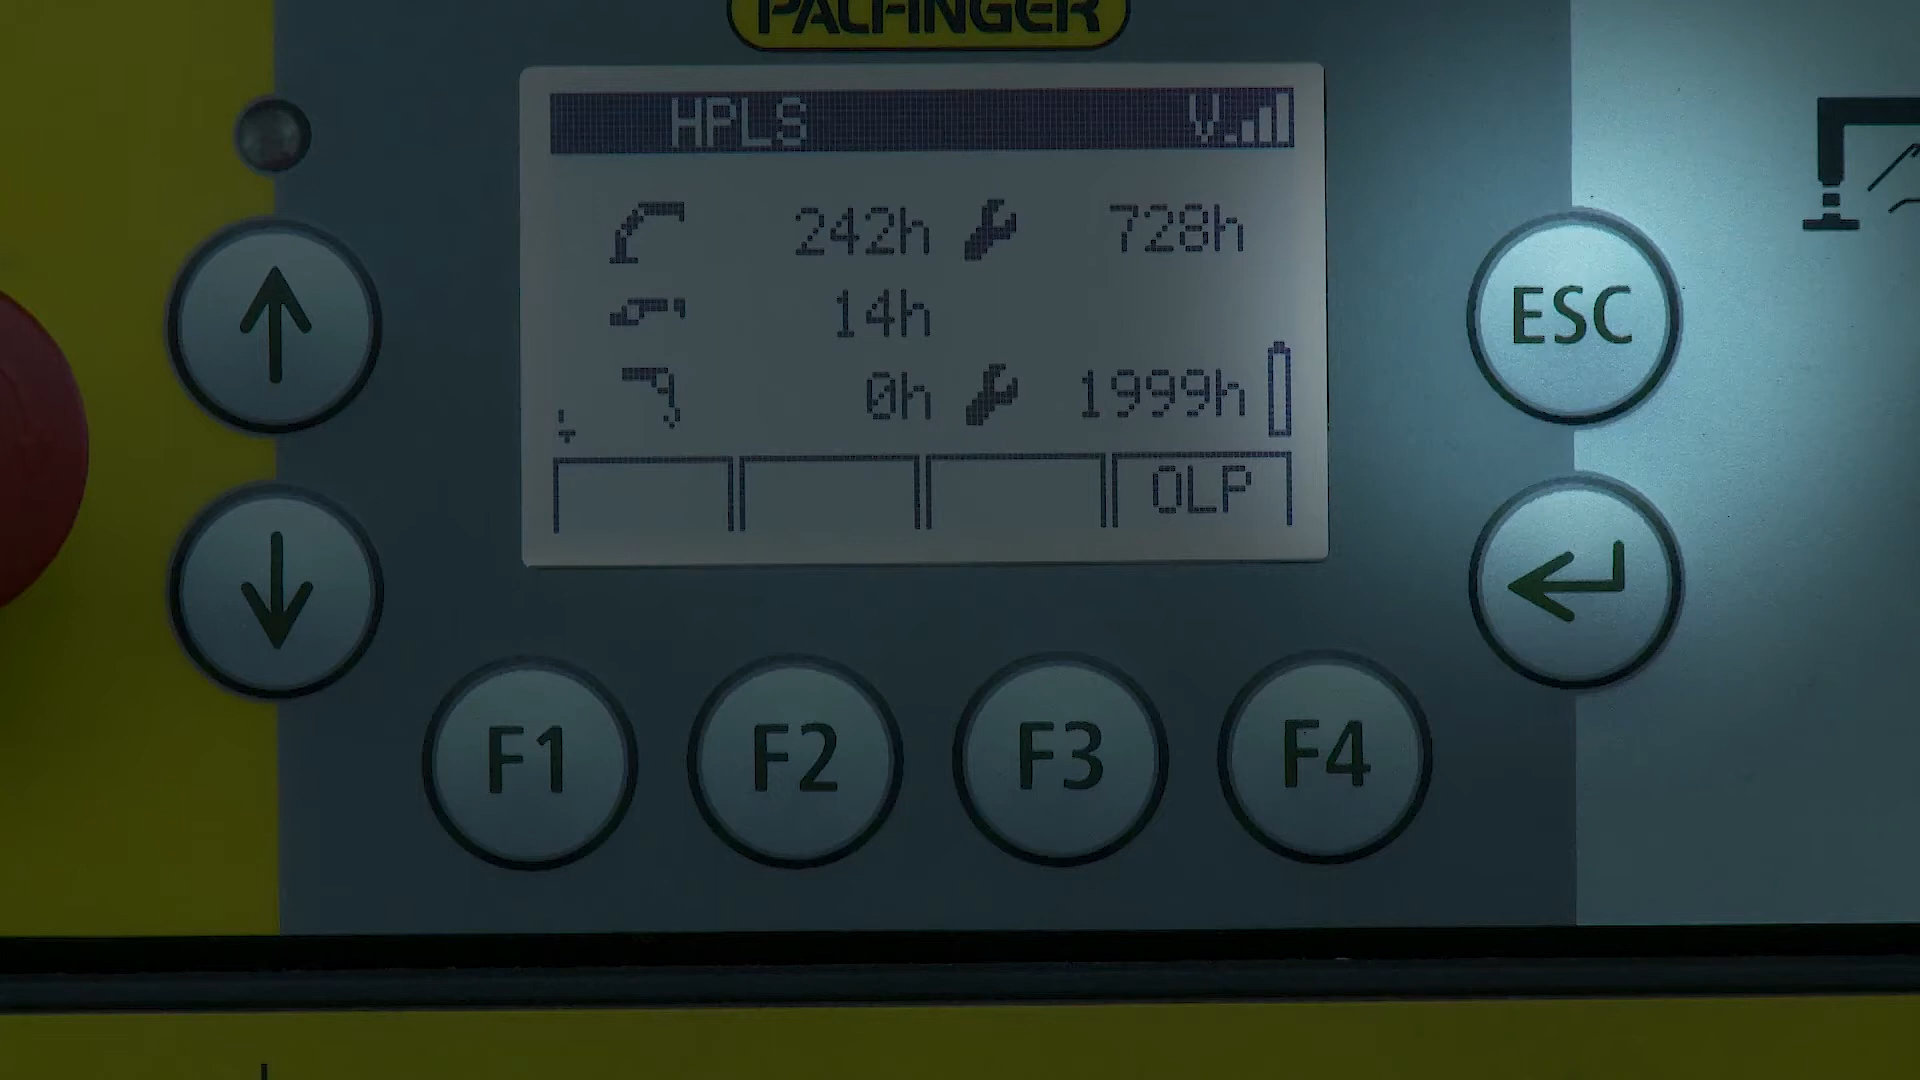 PALFINGER
HPLS V
242h 728h
14h
0h 1999h
OLP
ESC
F1 F2 F3 F4